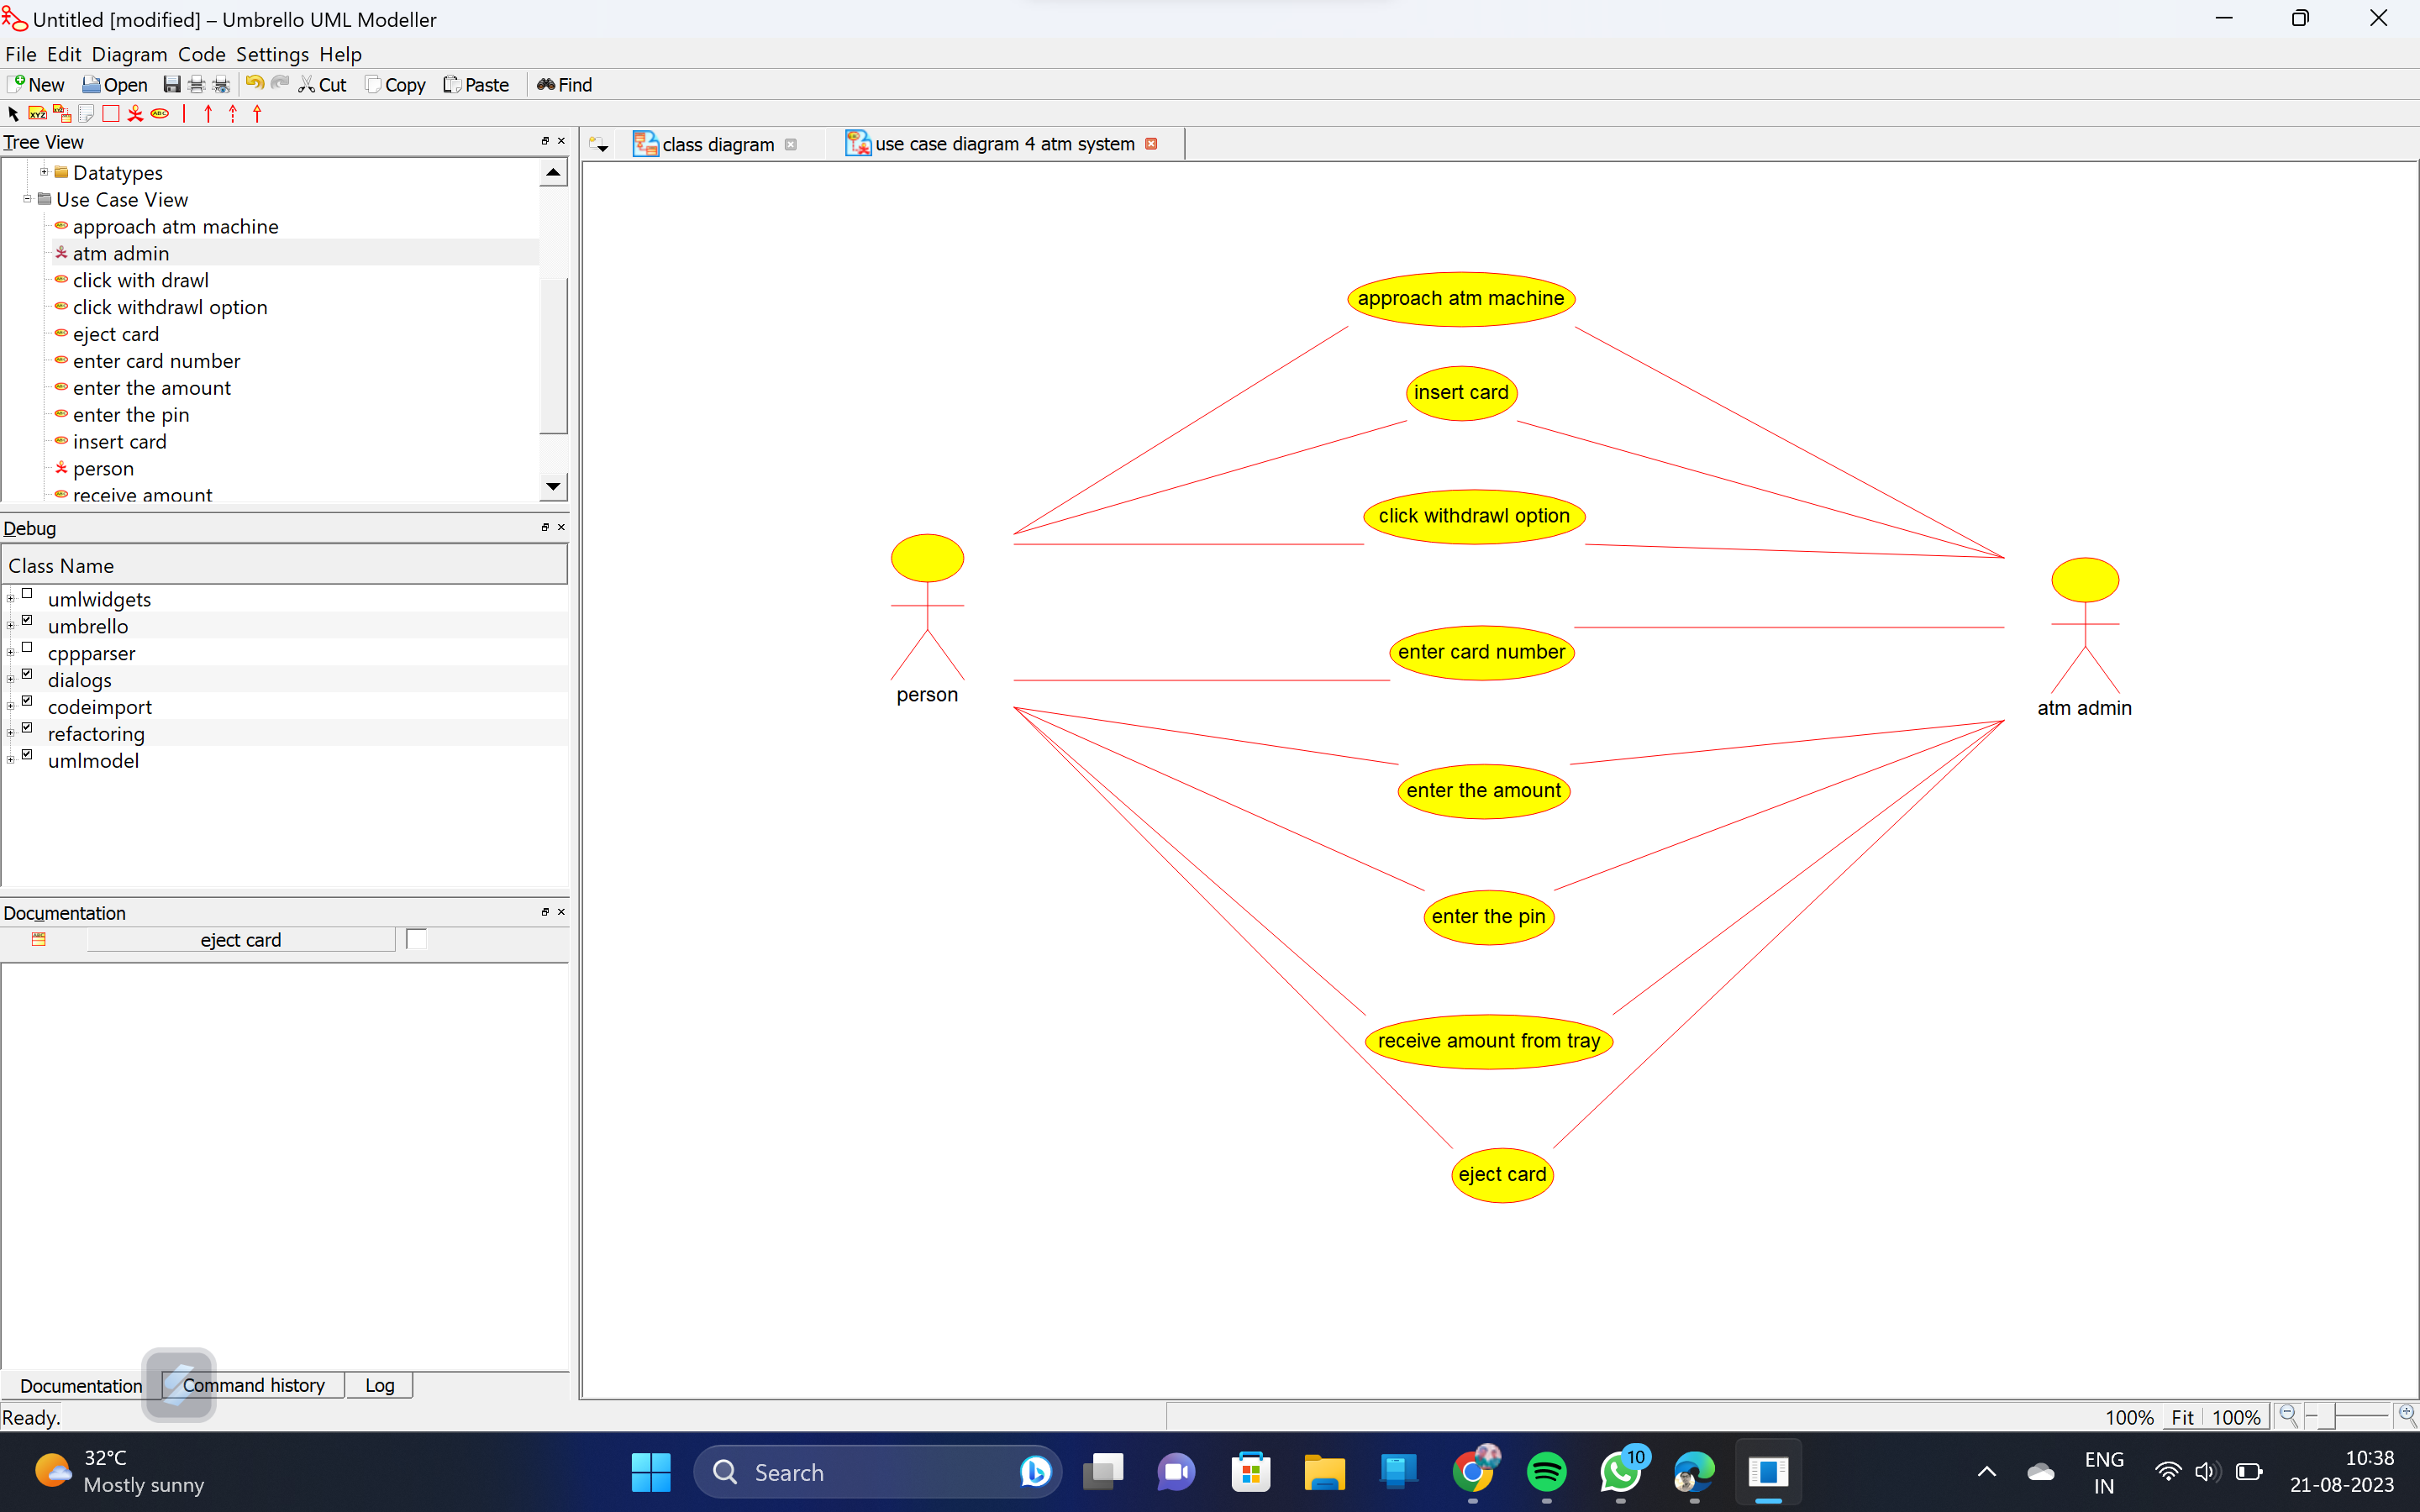 Untitled [modified] – Umbrello UML Modeller
File Edit Diagram Code Settings Help
New Open Cut Copy Paste Find
Tree View
Datatypes
Use Case View
approach atm machine
atm admin
click with drawl
click withdrawl option
eject card
enter card number
enter the amount
enter the pin
insert card
person
receive amount
Debug
Class Name
umlwidgets
umbrello
cppparser
dialogs
codeimport
refactoring
umlmodel
Documentation
eject card
Documentation Command history Log
Ready.
class diagram
use case diagram 4 atm system
approach atm machine
insert card
click withdrawl option
enter card number
person
atm admin
enter the amount
enter the pin
receive amount from tray
eject card
100% Fit 100%
32°C
Mostly sunny
Search
10
ENG
IN
10:38
21-08-2023